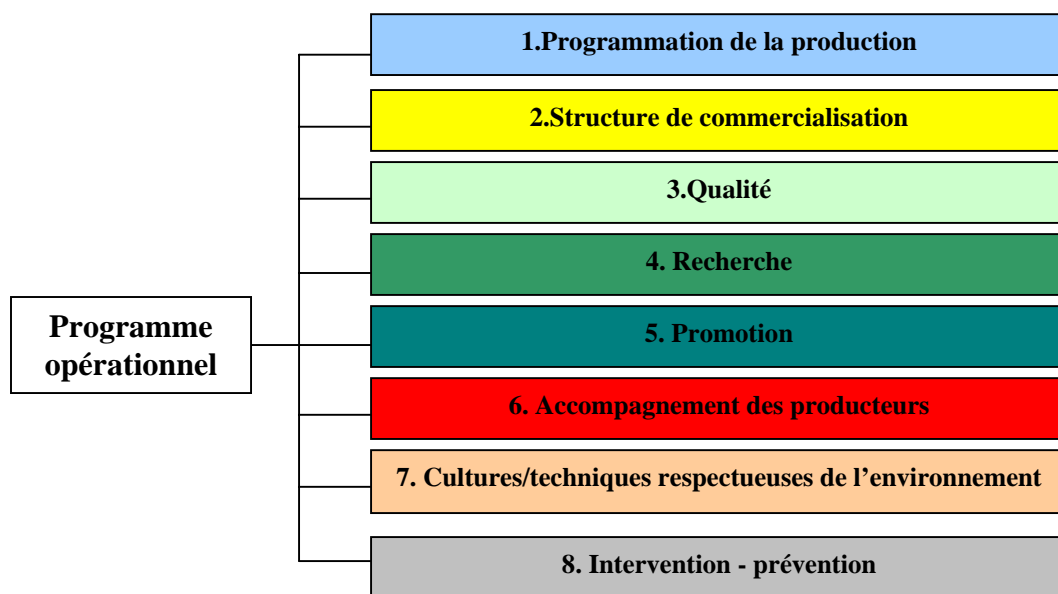 1.Programmation de la production
2.Structure de commercialisation
3.Qualité
4. Recherche
Programme
opérationnel
5. Promotion
6. Accompagnement des producteurs
7. Cultures/techniques respectueuses de l’environnement
8. Intervention - prévention